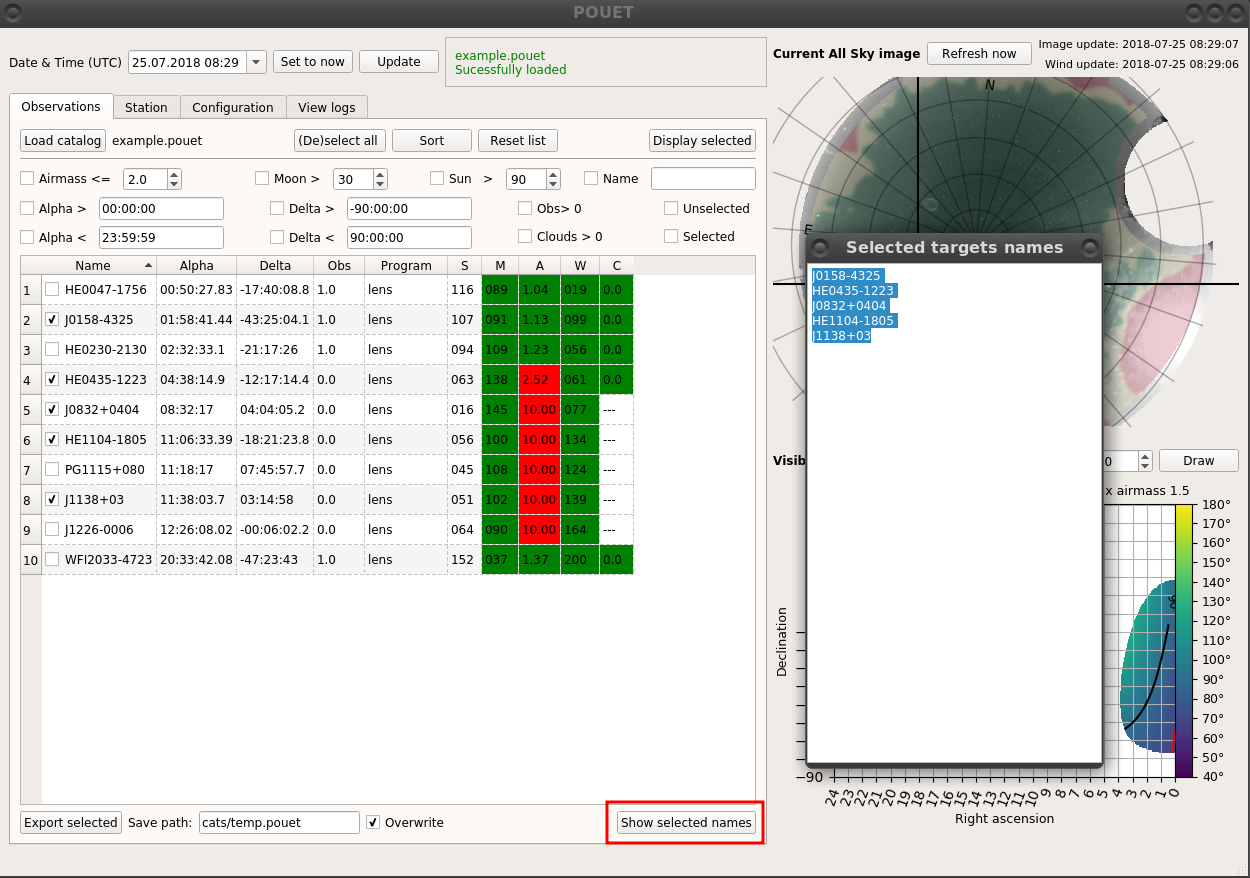 POUET
Date & Time (UTC) 25.07.2018 08:29 Set to now Update
example.pouet
Sucessfully loaded
Current All Sky image Refresh now
Image update: 2018-07-25 08:29:07
Wind update: 2018-07-25 08:29:06
Observations Station Configuration View logs
Load catalog example.pouet (De)select all Sort Reset list Display selected
Airmass <= 2.0 Moon > 30 Sun > 90 Name
Alpha > 00:00:00 Delta > -90:00:00 Obs> 0 Unselected
Alpha < 23:59:59 Delta < 90:00:00 Clouds > 0 Selected
Name Alpha Delta Obs Program S M A W C
1 HE0047-1756 00:50:27.83 -17:40:08.8 1.0 lens 116 089 1.04 019 0.0
2 J0158-4325 01:58:41.44 -43:25:04.1 1.0 lens 107 091 1.13 099 0.0
3 HE0230-2130 02:32:33.1 -21:17:26 1.0 lens 094 109 1.23 056 0.0
4 HE0435-1223 04:38:14.9 -12:17:14.4 0.0 lens 063 138 2.52 061 0.0
5 J0832+0404 08:32:17 04:04:05.2 0.0 lens 016 145 10.00 077 ---
6 HE1104-1805 11:06:33.39 -18:21:23.8 0.0 lens 056 100 10.00 134 ---
7 PG1115+080 11:18:17 07:45:57.7 0.0 lens 045 108 10.00 124 ---
8 J1138+03 11:38:03.7 03:14:58 0.0 lens 051 102 10.00 139 ---
9 J1226-0006 12:26:08.02 -00:06:02.2 0.0 lens 064 090 10.00 164 ---
10 WFI2033-4723 20:33:42.08 -47:23:43 1.0 lens 152 037 1.37 200 0.0
Export selected Save path: cats/temp.pouet Overwrite Show selected names
N
E
Selected targets names
J0158-4325
HE0435-1223
J0832+0404
HE1104-1805
J1138+03
Visib 0 Draw
x airmass 1.5
180°
170°
160°
150°
140°
130°
120°
110°
100°
90°
80°
70°
60°
50°
40°
90
Declination
−90
24 23 22 21 20 19 18 17 16 15 14 13 12 11 10 9 8 7 6 5 4 3 2 1 0
Right ascension